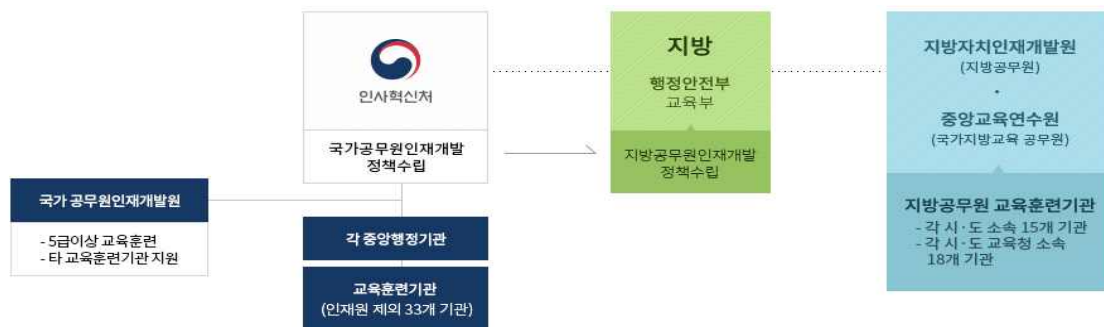 인사혁신처
국가공무원인재개발
정책수립
국가 공무원인재개발원
- 5급이상 교육훈련
- 타 교육훈련기관 지원
각 중앙행정기관
교육훈련기관
(인재원 제외 33개 기관)
지방
행정안전부
교육부
지방공무원인재개발
정책수립
지방자치인재개발원
(지방공무원)
·
중앙교육연수원
(국가지방교육 공무원)
지방공무원 교육훈련기관
- 각 시·도 소속 15개 기관
- 각 시·도 교육청 소속
18개 기관